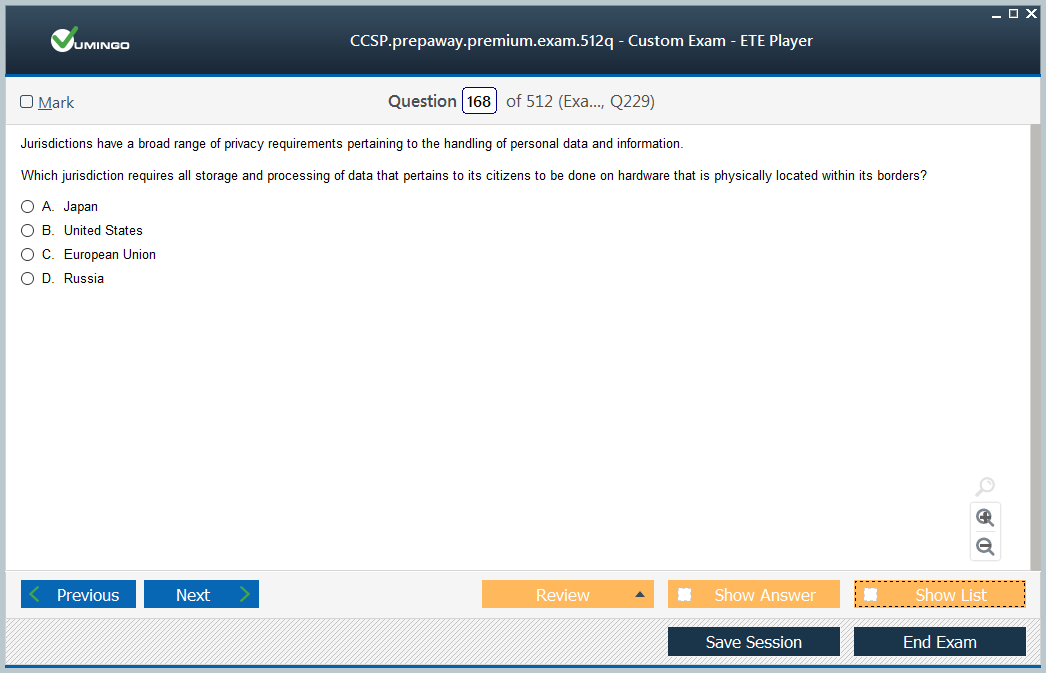 VUMINGO
CCSP.prepaway.premium.exam.512q - Custom Exam - ETE Player
Mark
Question 168 of 512 (Exa..., Q229)
Jurisdictions have a broad range of privacy requirements pertaining to the handling of personal data and information.
Which jurisdiction requires all storage and processing of data that pertains to its citizens to be done on hardware that is physically located within its borders?
A. Japan
B. United States
C. European Union
D. Russia
Previous Next Review Show Answer Show List
Save Session End Exam